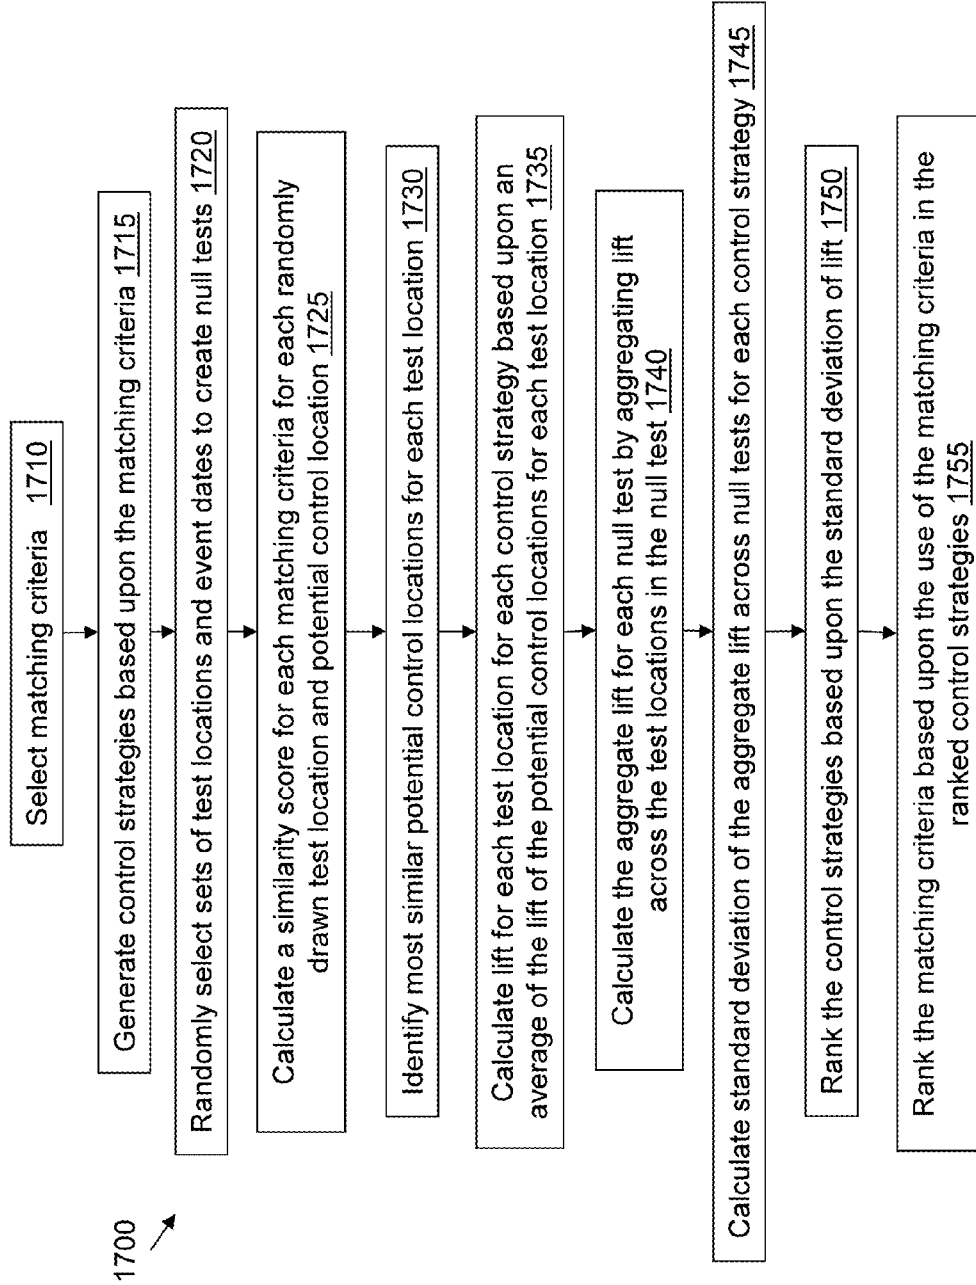 1700
Select matching criteria 1710
Generate control strategies based upon the matching criteria 1715
Randomly select sets of test locations and event dates to create null tests 1720
Calculate a similarity score for each matching criteria for each randomly
drawn test location and potential control location 1725
Identify most similar potential control locations for each test location 1730
Calculate lift for each test location for each control strategy based upon an
average of the lift of the potential control locations for each test location 1735
Calculate the aggregate lift for each null test by aggregating lift
across the test locations in the null test 1740
Calculate standard deviation of the aggregate lift across null tests for each control strategy 1745
Rank the control strategies based upon the standard deviation of lift 1750
Rank the matching criteria based upon the use of the matching criteria in the
ranked control strategies 1755